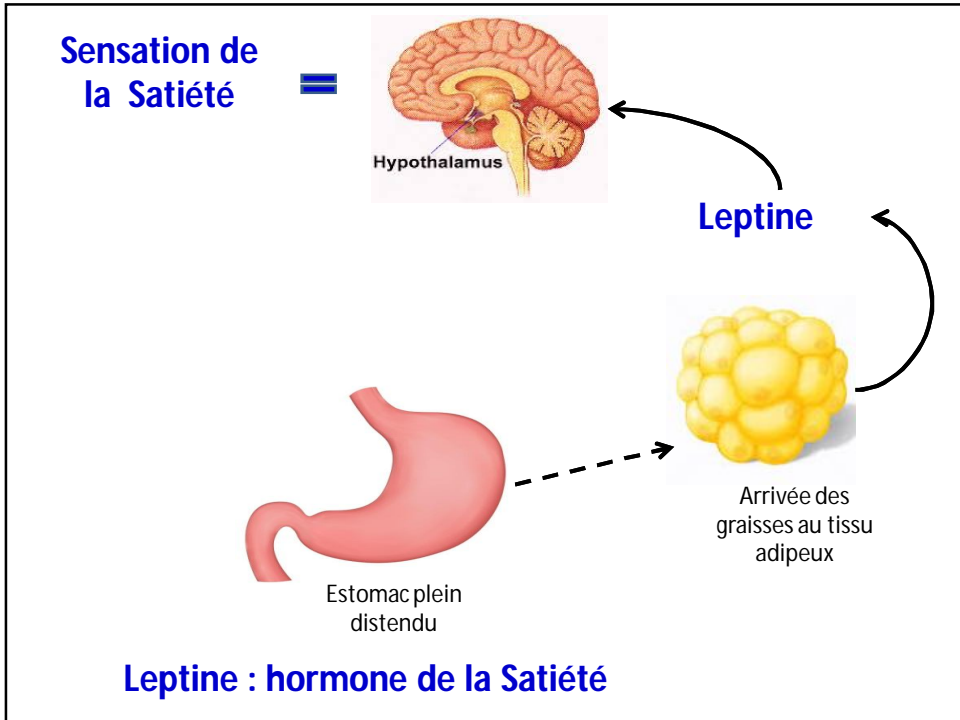 Sensation de
la Satiété
=
Hypothalamus
Leptine
Arrivée des
graisses au tissu
adipeux
Estomac plein
distendu
Leptine : hormone de la Satiété